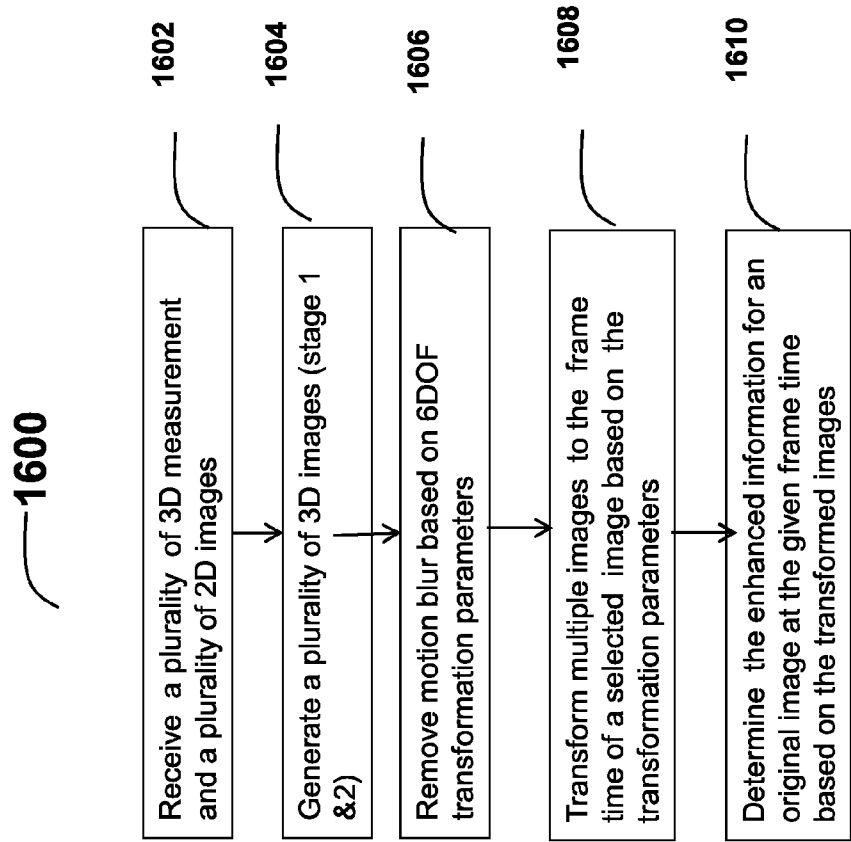 1600
Receive a plurality of 3D measurement
and a plurality of 2D images
1602
Generate a plurality of 3D images (stage 1
&2)
1604
Remove motion blur based on 6DOF
transformation parameters
1606
Transform multiple images to the frame
time of a selected image based on the
transformation parameters
1608
Determine the enhanced information for an
original image at the given frame time
based on the transformed images
1610